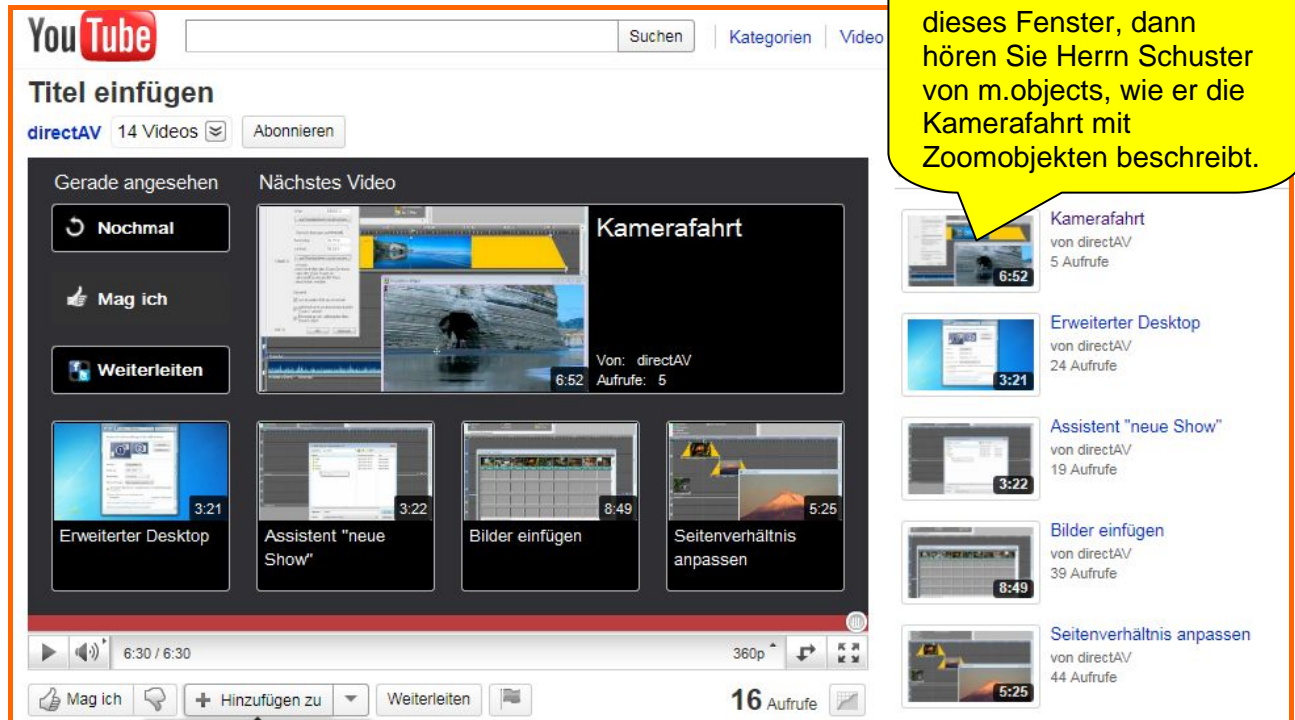 YouTube
Suchen
Kategorien
Video
dieses Fenster, dann
hören Sie Herrn Schuster
von m.objects, wie er die
Kamerafahrt mit
Zoomobjekten beschreibt.
Titel einfügen
directAV 14 Videos
Abonnieren
Gerade angesehen
Nächstes Video
Nochmal
Mag ich
Weiterleiten
Kamerafahrt
Von: directAV
6:52
Aufrufe: 5
3:21
Erweiterter Desktop
3:22
Assistent "neue
Show"
8:49
Bilder einfügen
5:25
Seitenverhältnis
anpassen
6:30 / 6:30
360p
Mag ich
+ Hinzufügen zu
Weiterleiten
16 Aufrufe
Kamerafahrt
von directAV
5 Aufrufe
6:52
Erweiterter Desktop
von directAV
24 Aufrufe
3:21
Assistent "neue Show"
von directAV
19 Aufrufe
3:22
Bilder einfügen
von directAV
39 Aufrufe
8:49
Seitenverhältnis anpassen
von directAV
44 Aufrufe
5:25